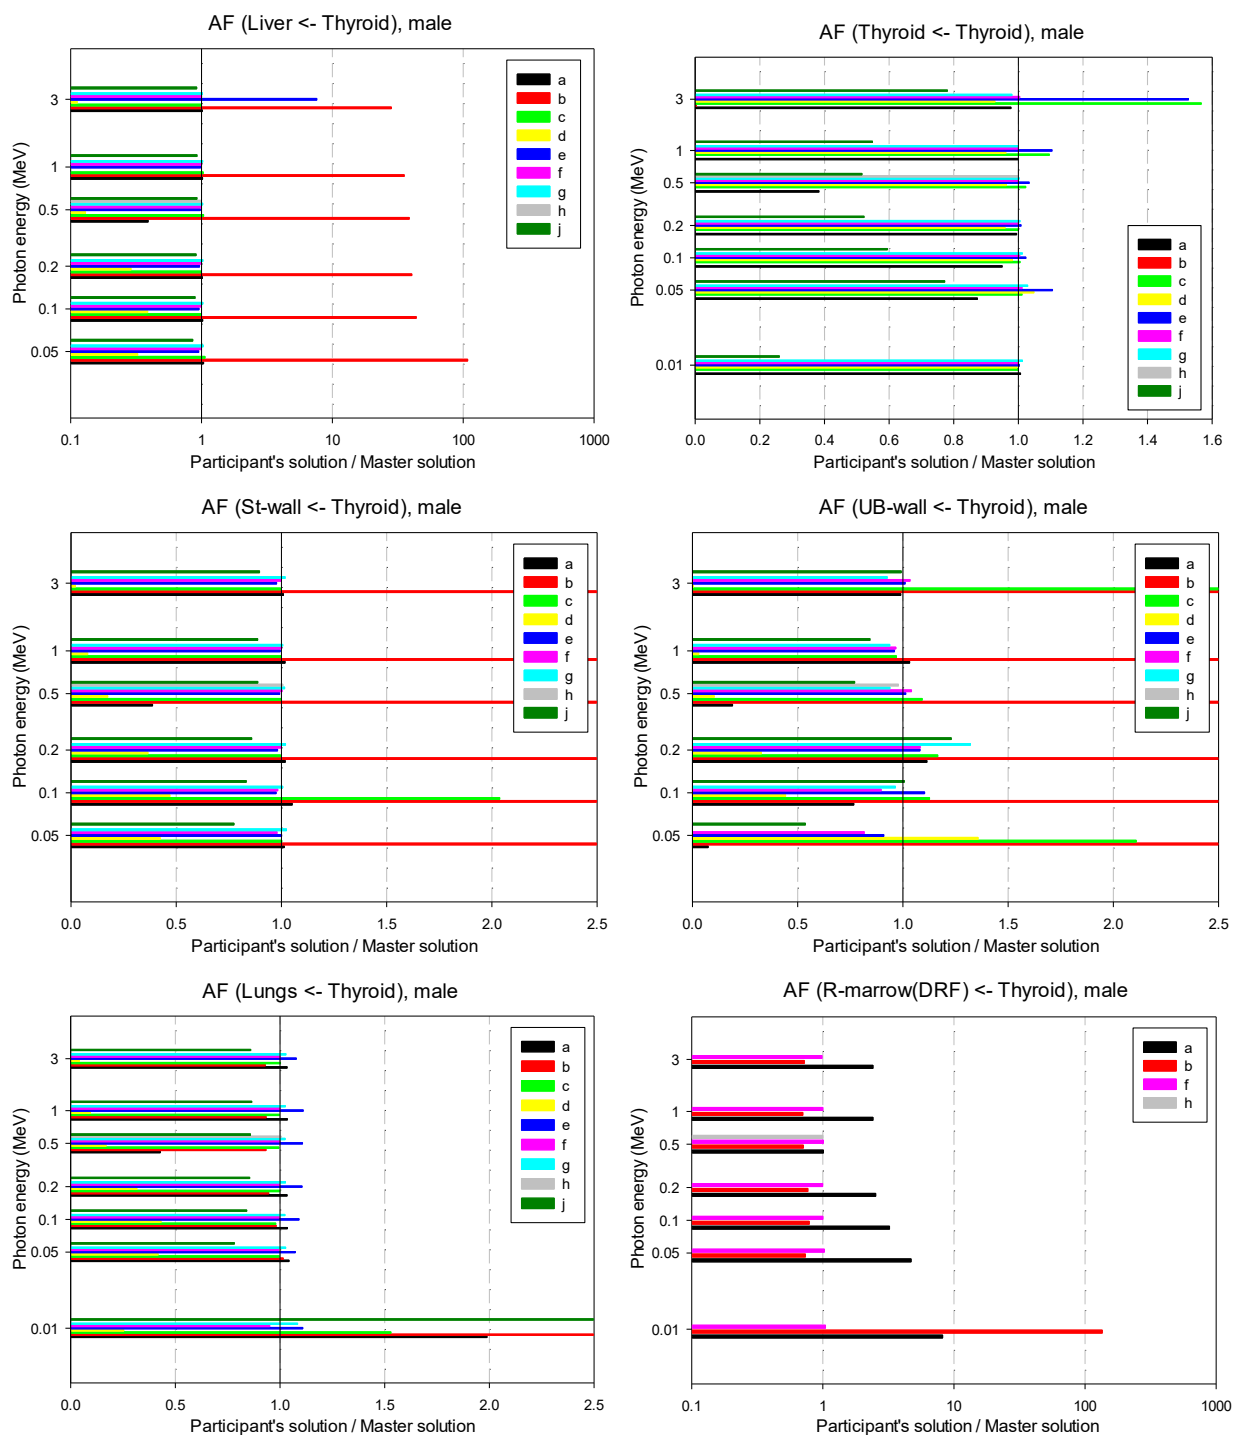 AF (Liver <- Thyroid), male
Photon energy (MeV)
3
1
0.5
0.2
0.1
0.05
a
b
c
d
e
f
g
h
j
0.1 1 10 100 1000
Participant's solution / Master solution
AF (Thyroid <- Thyroid), male
Photon energy (MeV)
3
1
0.5
0.2
0.1
0.05
0.01
a
b
c
d
e
f
g
h
j
0.0 0.2 0.4 0.6 0.8 1.0 1.2 1.4 1.6
Participant's solution / Master solution
AF (St-wall <- Thyroid), male
Photon energy (MeV)
3
1
0.5
0.2
0.1
0.05
a
b
c
d
e
f
g
h
j
0.0 0.5 1.0 1.5 2.0 2.5
Participant's solution / Master solution
AF (UB-wall <- Thyroid), male
Photon energy (MeV)
3
1
0.5
0.2
0.1
0.05
a
b
c
d
e
f
g
h
j
0.0 0.5 1.0 1.5 2.0 2.5
Participant's solution / Master solution
AF (Lungs <- Thyroid), male
Photon energy (MeV)
3
1
0.5
0.2
0.1
0.05
0.01
a
b
c
d
e
f
g
h
j
0.0 0.5 1.0 1.5 2.0 2.5
Participant's solution / Master solution
AF (R-marrow(DRF) <- Thyroid), male
Photon energy (MeV)
3
1
0.5
0.2
0.1
0.05
0.01
a
b
f
h
0.1 1 10 100 1000
Participant's solution / Master solution